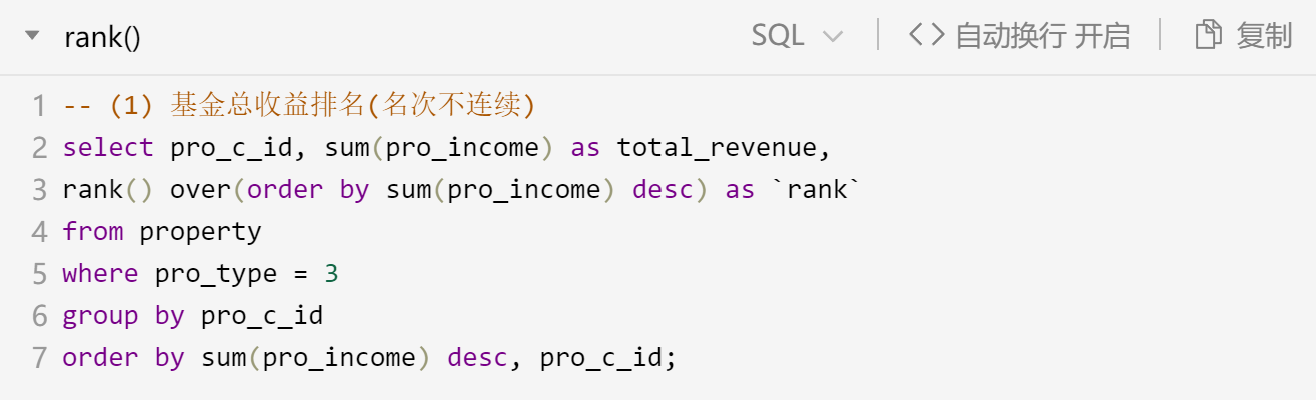 rank() SQL 自动换行 开启 复制
1 -- (1) 基金总收益排名(名次不连续)
2 select pro_c_id, sum(pro_income) as total_revenue,
3 rank() over(order by sum(pro_income) desc) as `rank`
4 from property
5 where pro_type = 3
6 group by pro_c_id
7 order by sum(pro_income) desc, pro_c_id;